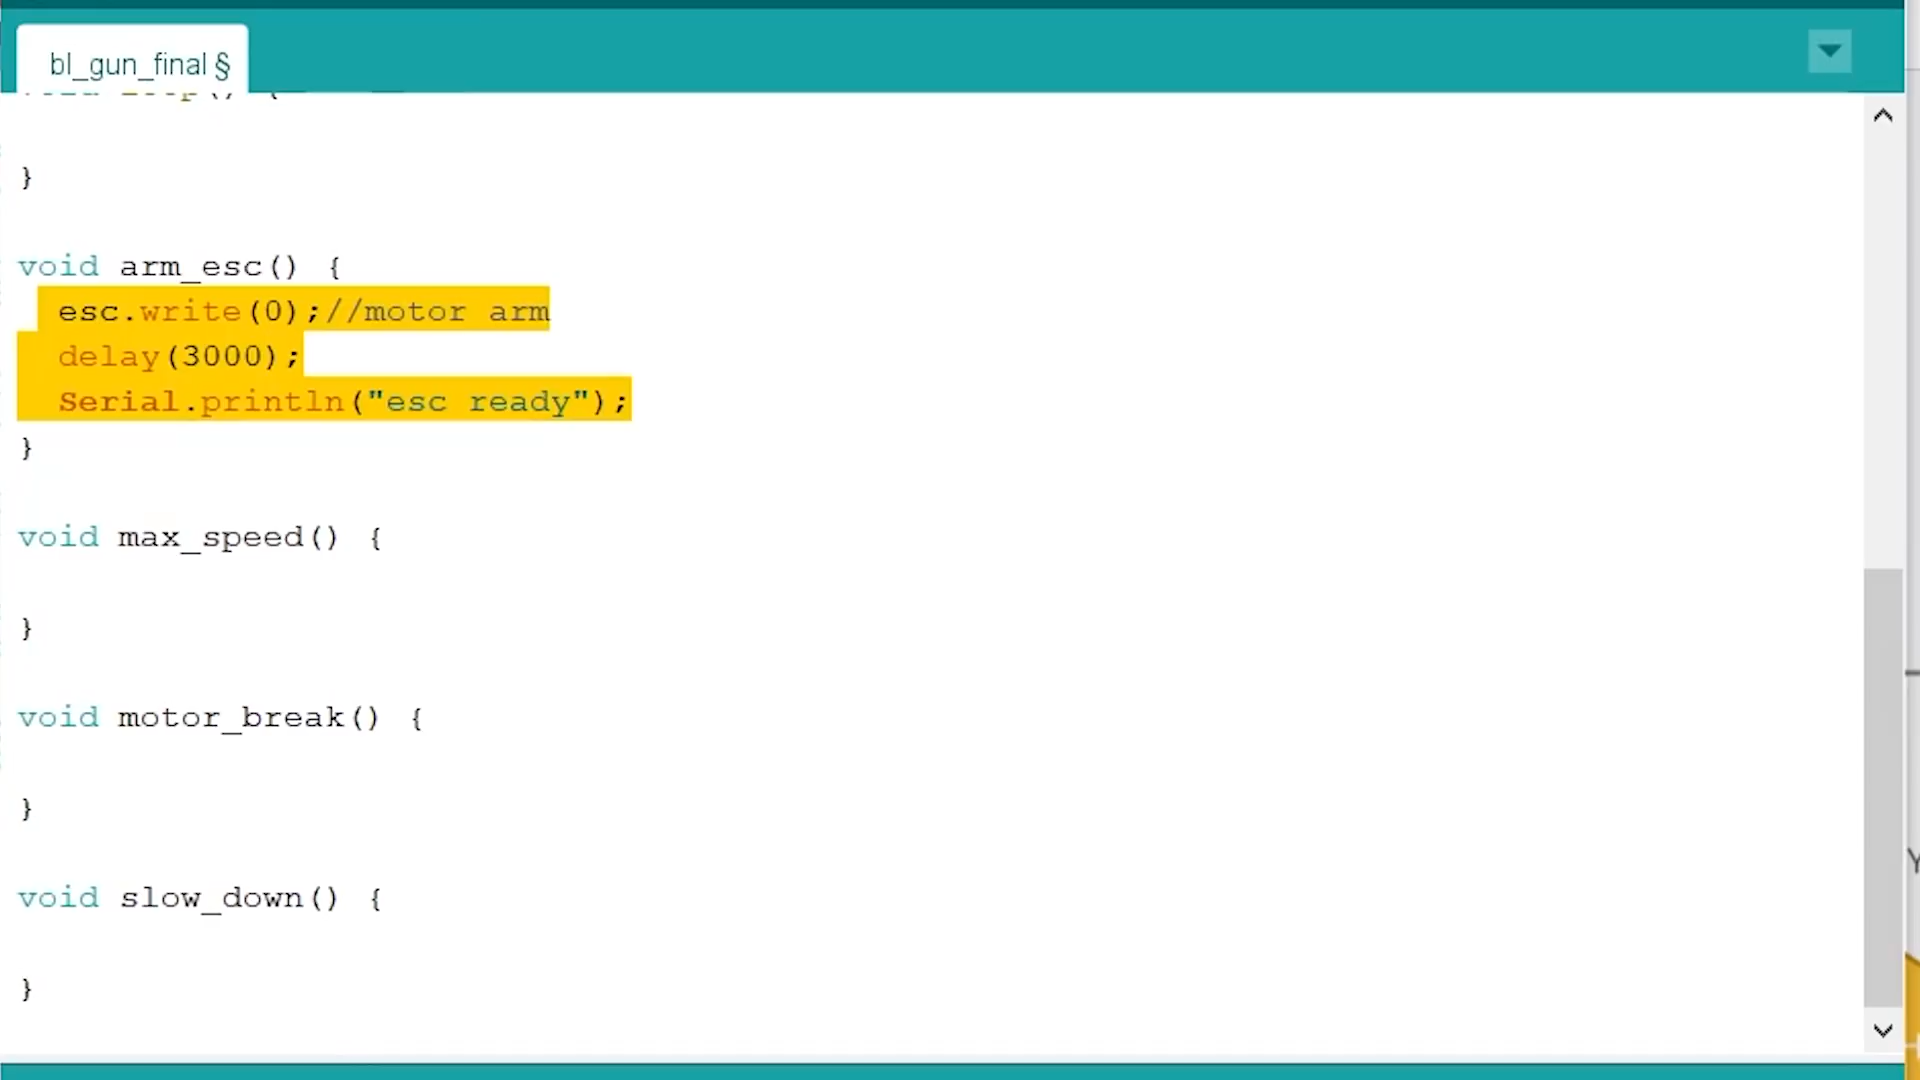 bl_gun_final §
}
void arm_esc() {
esc.write(0);//motor arm
delay(3000);
Serial.println("esc ready");
}
void max_speed() {
}
void motor_break() {
}
void slow_down() {
}